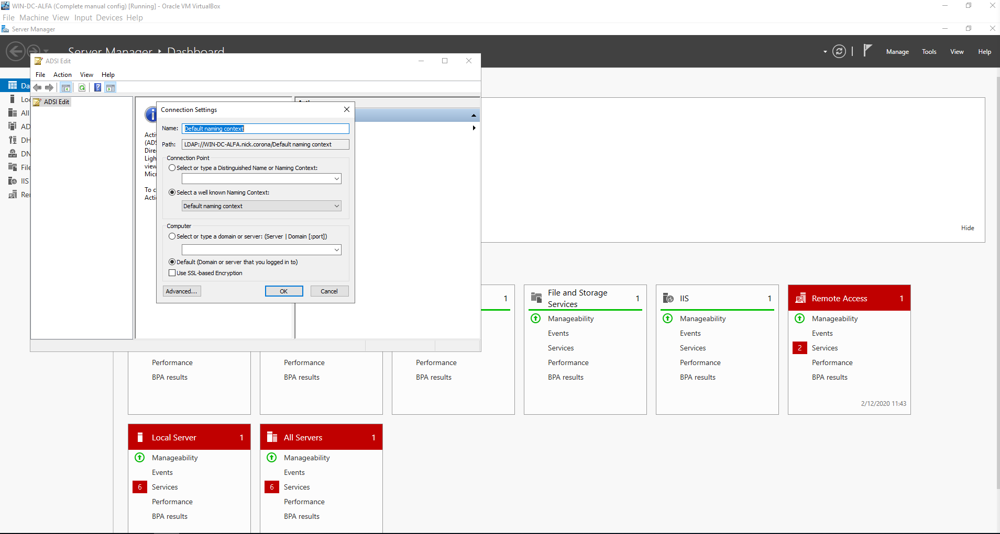 WIN-DC-ALFA (Complete manual config) [Running] - Oracle VM VirtualBox
File Machine View Input Devices Help
Server Manager
Server Manager Dashboard
Manage Tools View Help
ADSI Edit
File Action View Help
ADSI Edit
Connection Settings
Name: Default naming context
Path: LDAP://WIN-DC-ALFA.nick.corona/Default naming context
Connection Point
Select or type a Distinguished Name or Naming Context:
Select a well known Naming Context:
Default naming context
Computer
Select or type a domain or server: (Server | Domain [:port])
Default (Domain or server that you logged in to)
Use SSL-based Encryption
Advanced... OK Cancel
Da
Loc
All
AD
DH
DN
File
IIS
Rer
Acti
(ADS
Dire
Ligh
view
Micr
To c
Acti
Hide
1
Performance
BPA results
Performance
BPA results
Performance
BPA results
File and Storage
Services 1
Manageability
Events
Services
Performance
BPA results
IIS 1
Manageability
Events
Services
Performance
BPA results
Remote Access 1
Manageability
Events
2 Services
Performance
BPA results
2/12/2020 11:43
Local Server 1
Manageability
Events
6 Services
Performance
BPA results
All Servers 1
Manageability
Events
6 Services
Performance
BPA results